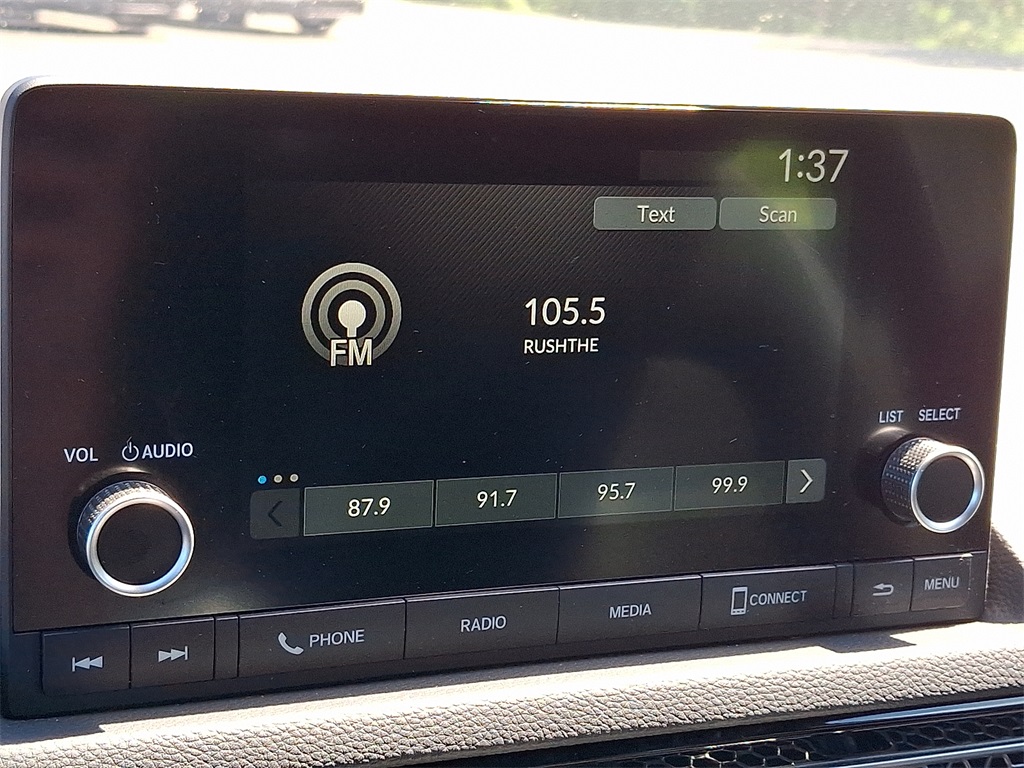 1:37
Text Scan
105.5
FM
RUSHTHE
LIST SELECT
VOL AUDIO
87.9 91.7 95.7 99.9
PHONE RADIO MEDIA CONNECT MENU